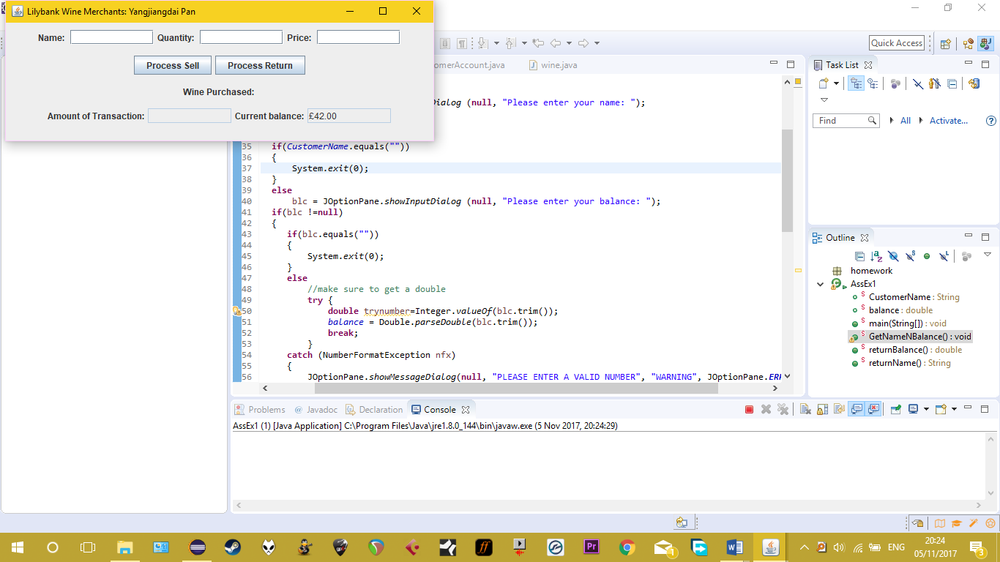 Lilybank Wine Merchants: Yangjiangdai Pan
Name: Quantity: Price:
Process Sell Process Return
Wine Purchased:
Amount of Transaction: Current balance: £42.00
Quick Access
omerAccount.java wine.java
Dialog (null, "Please enter your name: ");
35 if(CustomerName.equals(""))
36 {
37 System.exit(0);
38 }
39 else
40 blc = JOptionPane.showInputDialog (null, "Please enter your balance: ");
41 if(blc !=null)
42 {
43 if(blc.equals(""))
44 {
45 System.exit(0);
46 }
47 else
48 //make sure to get a double
49 try {
50 double trynumber=Integer.valueOf(blc.trim());
51 balance = Double.parseDouble(blc.trim());
52 break;
53 }
54 catch (NumberFormatException nfx)
55 {
56 JOptionPane.showMessageDialog(null, "PLEASE ENTER A VALID NUMBER", "WARNING", JOptionPane.ERR
Task List
Find All Activate...
Outline
homework
AssEx1
CustomerName : String
balance : double
main(String[]) : void
GetNameNBalance() : void
returnBalance() : double
returnName() : String
Problems Javadoc Declaration Console
AssEx1 (1) [Java Application] C:\Program Files\Java\jre1.8.0_144\bin\javaw.exe (5 Nov 2017, 20:24:29)
ENG
20:24
05/11/2017